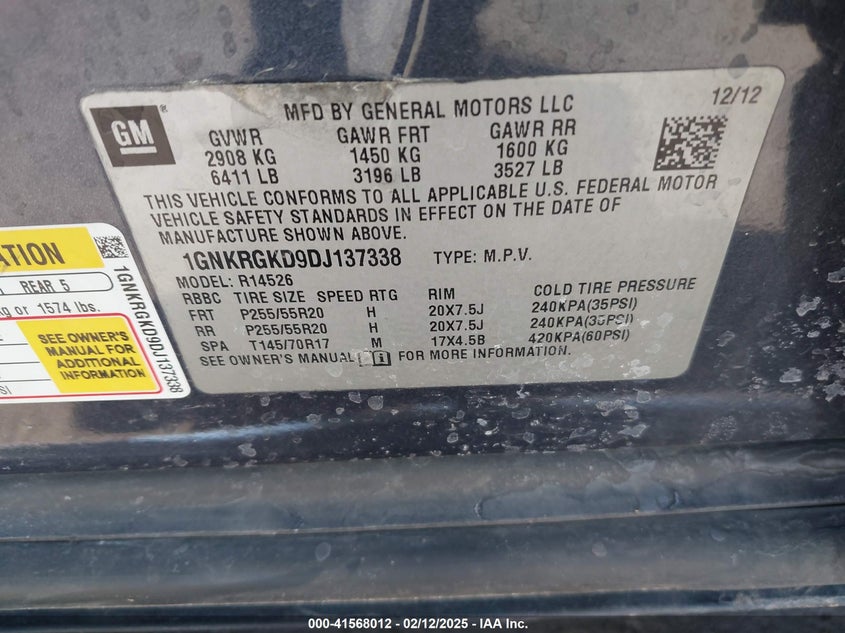 MFD BY GENERAL MOTORS LLC
12/12
GM
GVWR GAWR FRT GAWR RR
2908 KG 1450 KG 1600 KG
6411 LB 3196 LB 3527 LB
THIS VEHICLE CONFORMS TO ALL APPLICABLE U.S. FEDERAL MOTOR
VEHICLE SAFETY STANDARDS IN EFFECT ON THE DATE OF
MANUFACTURE SHOWN ABOVE.
1GNKRGKD9DJ137338 TYPE: M.P.V.
MODEL: R14526
RBBC TIRE SIZE SPEED RTG RIM COLD TIRE PRESSURE
FRT P255/55R20 H 20X7.5J 240KPA(35PSI)
RR P255/55R20 H 20X7.5J 240KPA(35PSI)
SPA T145/70R17 M 17X4.5B 420KPA(60PSI)
SEE OWNER'S MANUAL FOR MORE INFORMATION.
ATION
REAR 5
kg or 1574 lbs.
SEE OWNER'S
MANUAL FOR
ADDITIONAL
INFORMATION
1GNKRGKD9DJ137338
000-41568012 - 02/12/2025 - IAA Inc.